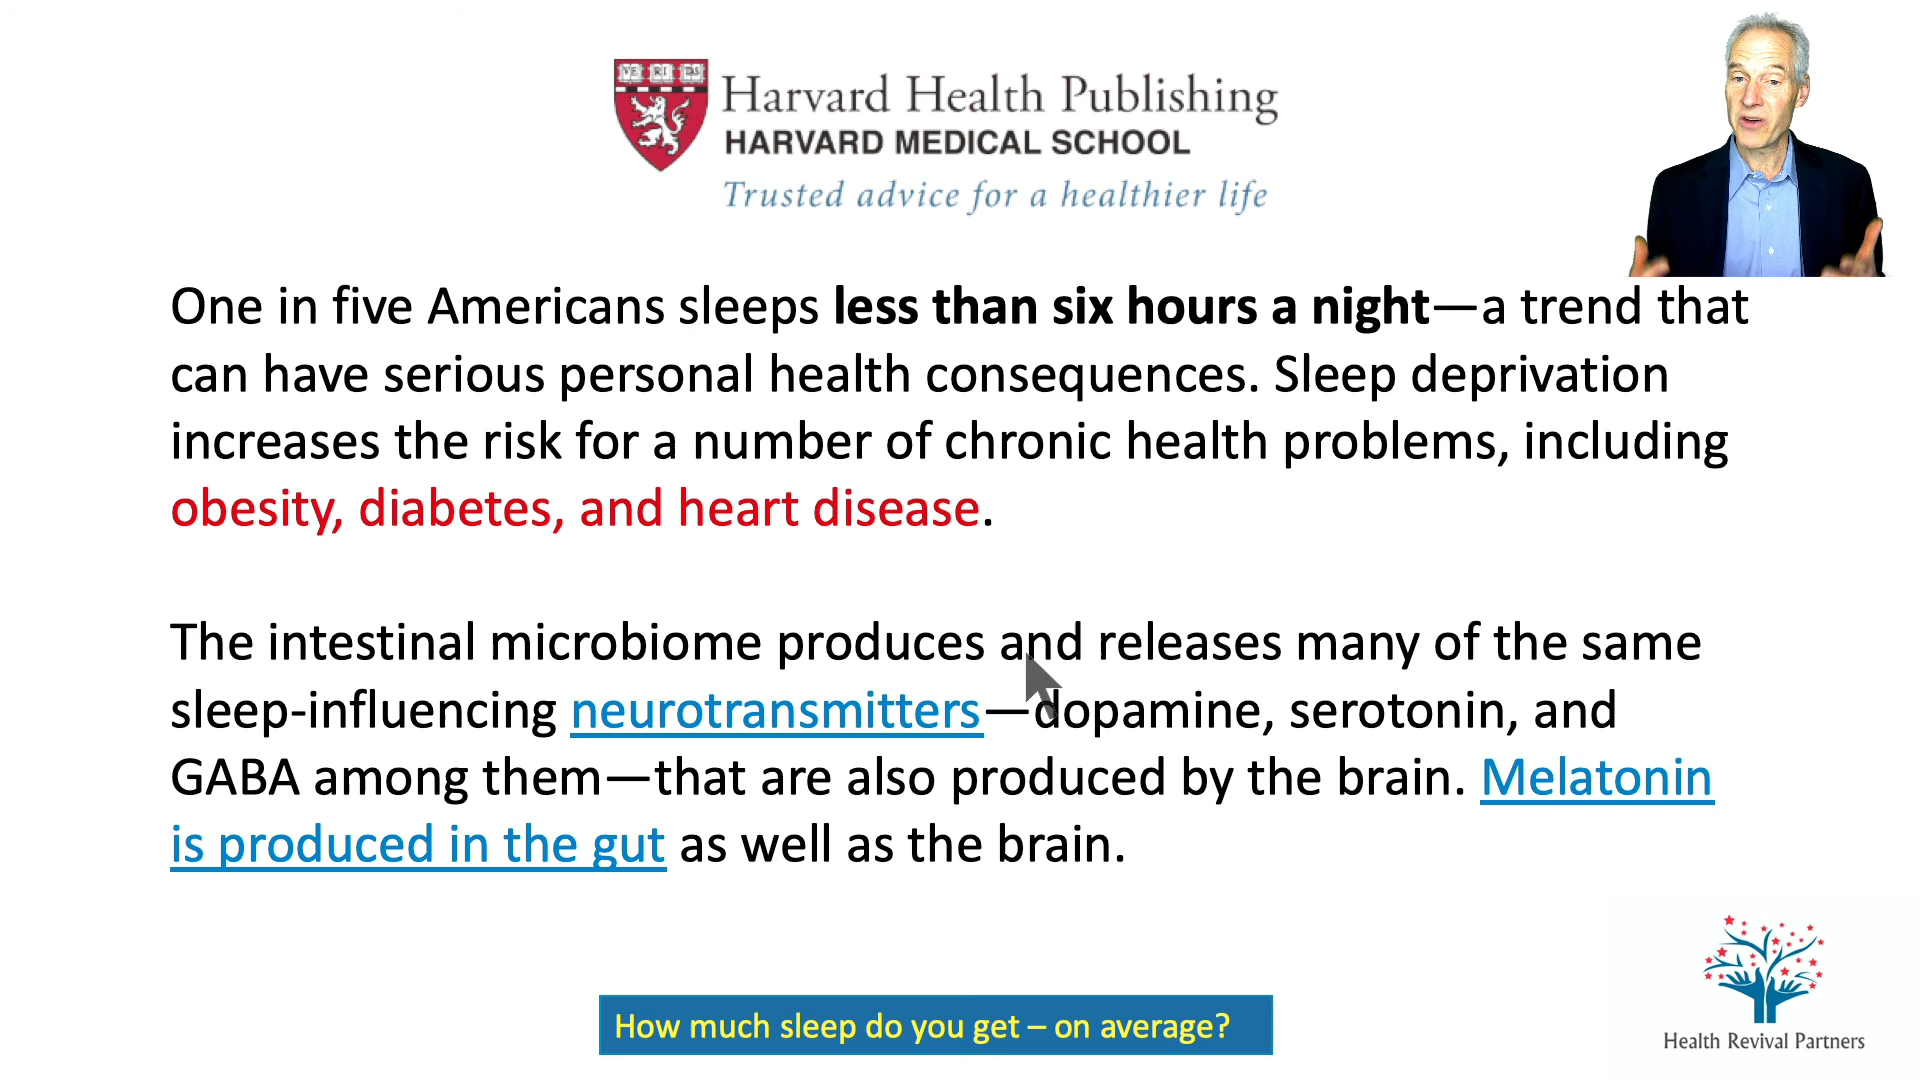 VE RI TAS
Harvard Health Publishing
HARVARD MEDICAL SCHOOL
Trusted advice for a healthier life
One in five Americans sleeps less than six hours a night—a trend that
can have serious personal health consequences. Sleep deprivation
increases the risk for a number of chronic health problems, including
obesity, diabetes, and heart disease.
The intestinal microbiome produces and releases many of the same
sleep-influencing neurotransmitters—dopamine, serotonin, and
GABA among them—that are also produced by the brain. Melatonin
is produced in the gut as well as the brain.
How much sleep do you get – on average?
Health Revival Partners